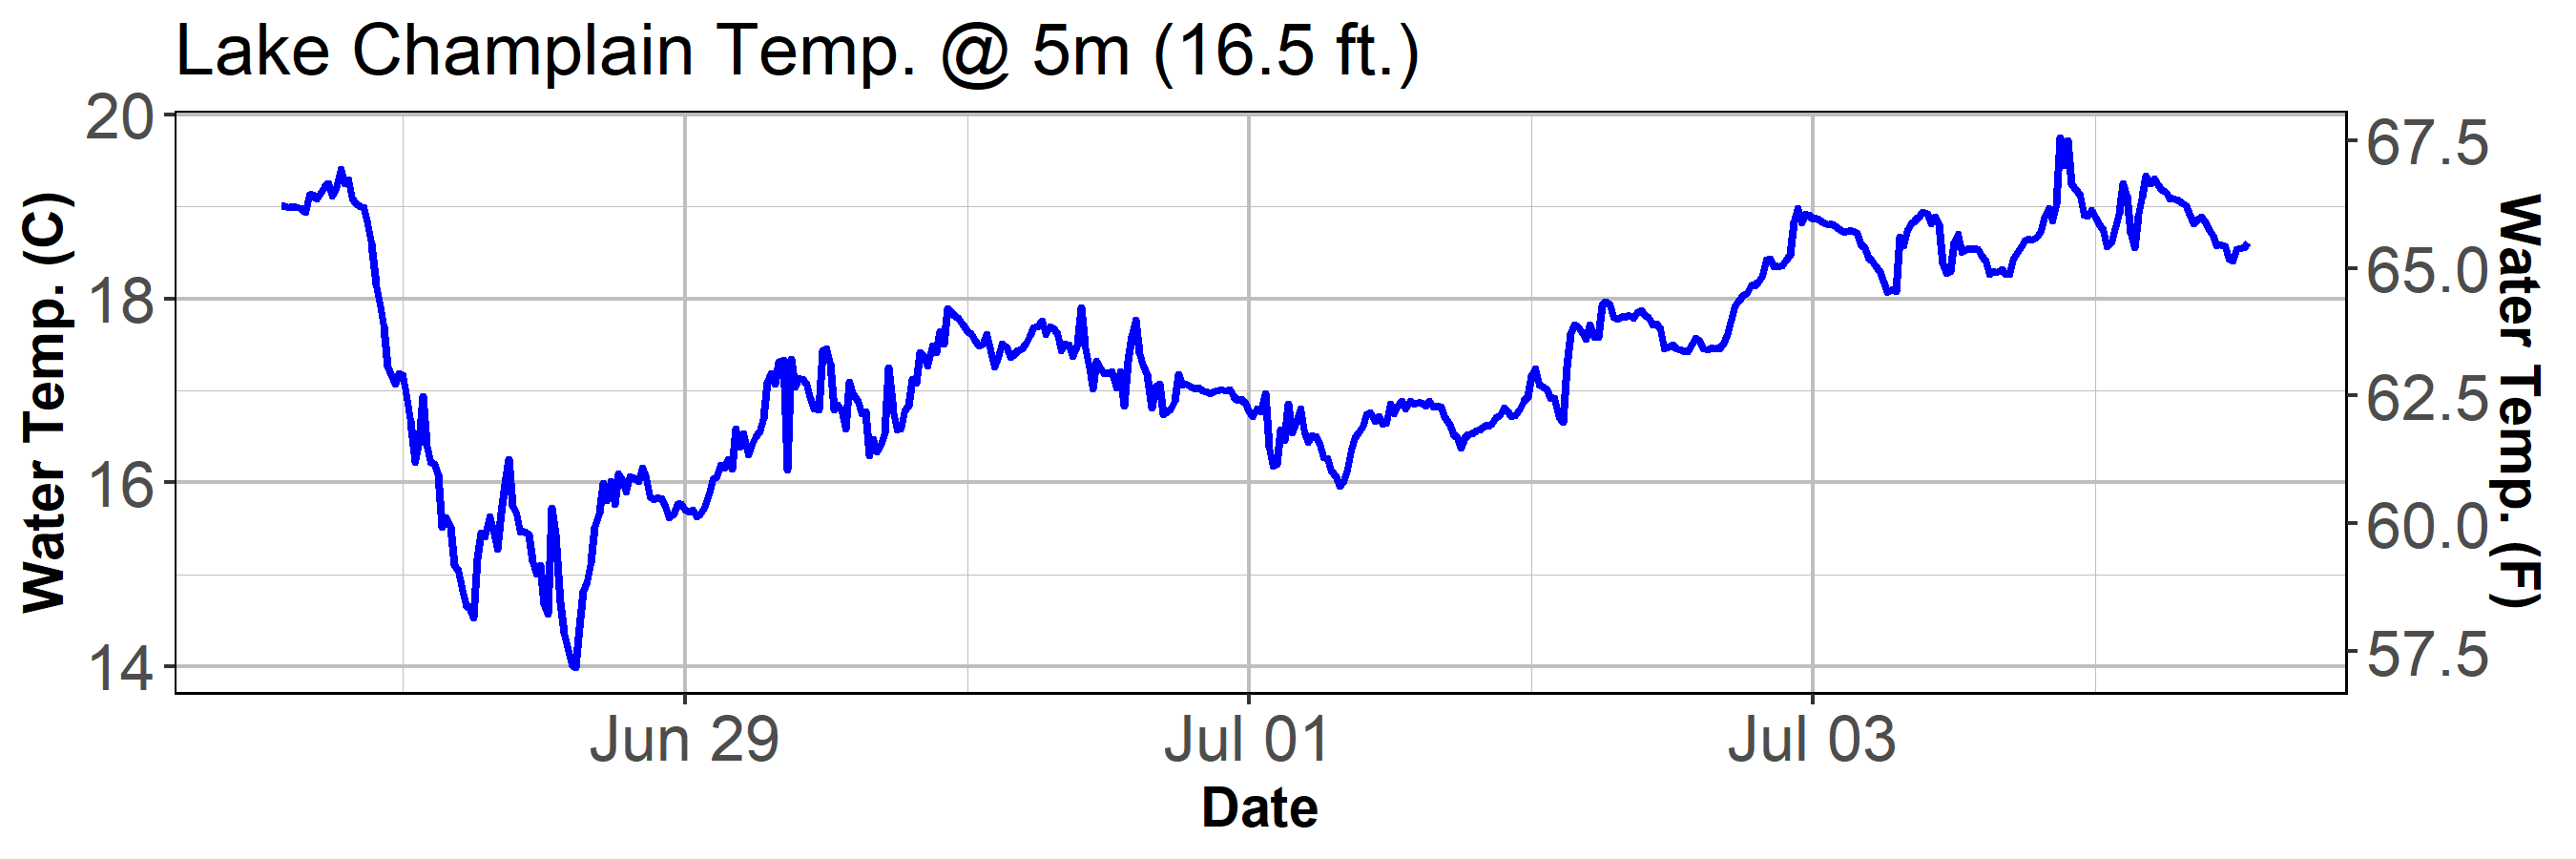 Lake Champlain Temp. @ 5m (16.5 ft.)
Water Temp. (C)
20
18
16
14
67.5
65.0
62.5
60.0
57.5
Water Temp. (F)
Jun 29
Jul 01
Jul 03
Date